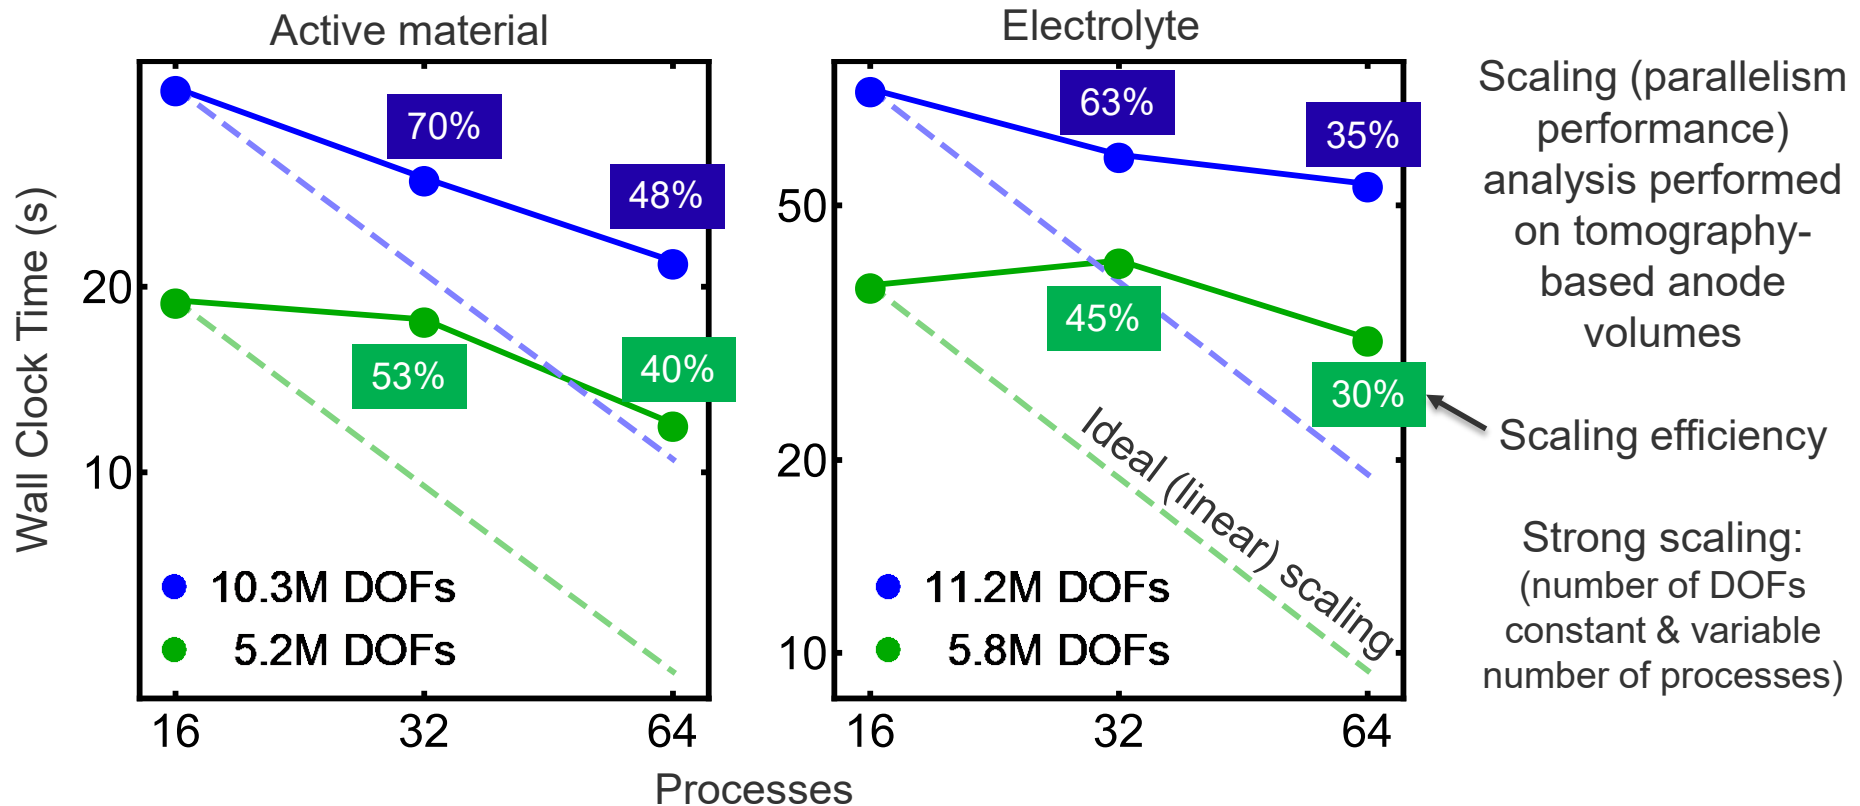 Active material
Electrolyte
Wall Clock Time (s)
20
10
70%
48%
53%
40%
10.3M DOFs
5.2M DOFs
16
32
64
50
20
10
63%
35%
45%
30%
Ideal (linear) scaling
11.2M DOFs
5.8M DOFs
16
32
64
Processes
Scaling (parallelism
performance)
analysis performed
on tomography-
based anode
volumes
Scaling efficiency
Strong scaling:
(number of DOFs
constant & variable
number of processes)